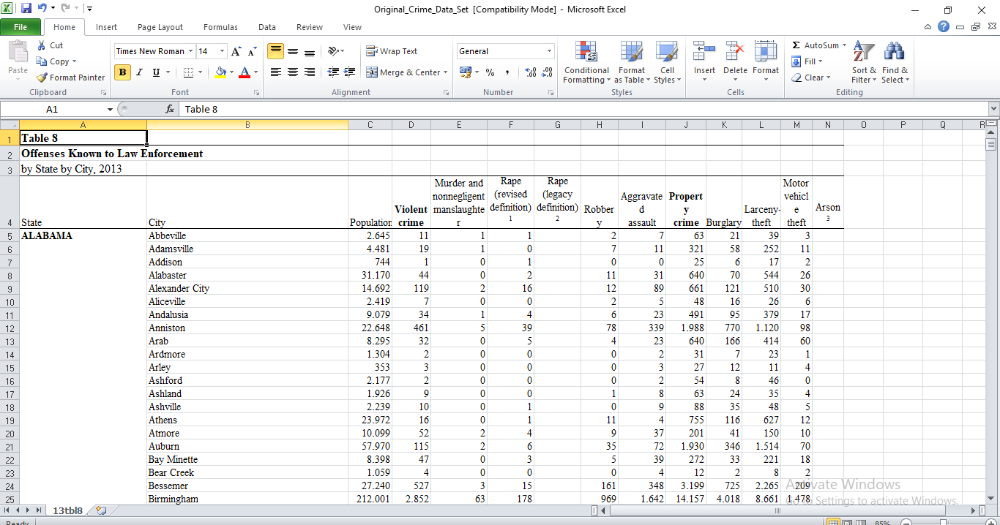 Original_Crime_Data_Set [Compatibility Mode] - Microsoft Excel
File Home Insert Page Layout Formulas Data Review View
Cut
Copy
Format Painter
Paste
Clipboard
Times New Roman 14
B I U
Font
Wrap Text
Merge & Center
Alignment
General
Number
Conditional Formatting
Format as Table
Cell Styles
Styles
Insert Delete Format
Cells
AutoSum
Fill
Clear
Sort & Filter
Find & Select
Editing
A1 fx Table 8
A B C D E F G H I J K L M N O P Q R
1 Table 8
2 Offenses Known to Law Enforcement
3 by State by City, 2013
4 State City Population Violent crime Murder and nonnegligent manslaughte r Rape (revised definition) 1 Rape (legacy definition) 2 Robber y Aggravate d assault Propert y crime Burglary Larceny- theft Motor vehicl e theft Arson 3
5 ALABAMA Abbeville 2.645 11 1 1 2 7 63 21 39 3
6 Adamsville 4.481 19 1 0 7 11 321 58 252 11
7 Addison 744 1 0 1 0 0 25 6 17 2
8 Alabaster 31.170 44 0 2 11 31 640 70 544 26
9 Alexander City 14.692 119 2 16 12 89 661 121 510 30
10 Aliceville 2.419 7 0 0 2 5 48 16 26 6
11 Andalusia 9.079 34 1 4 6 23 491 95 379 17
12 Anniston 22.648 461 5 39 78 339 1.988 770 1.120 98
13 Arab 8.295 32 0 5 4 23 640 166 414 60
14 Ardmore 1.304 2 0 0 0 2 31 7 23 1
15 Arley 353 3 0 0 0 3 27 12 11 4
16 Ashford 2.177 2 0 0 0 2 54 8 46 0
17 Ashland 1.926 9 0 0 1 8 63 24 35 4
18 Ashville 2.239 10 0 1 0 9 88 35 48 5
19 Athens 23.972 16 0 1 11 4 755 116 627 12
20 Atmore 10.099 52 2 4 9 37 201 41 150 10
21 Auburn 57.970 115 2 6 35 72 1.930 346 1.514 70
22 Bay Minette 8.398 47 0 3 5 39 272 33 221 18
23 Bear Creek 1.059 4 0 0 0 4 12 2 8 2
24 Bessemer 27.240 527 3 15 161 348 3.199 725 2.265 209
25 Birmingham 212.001 2.852 63 178 969 1.642 14.157 4.018 8.661 1.478
Activate Windows
Go to Settings to activate Windows.
13tbl8
Ready 85%